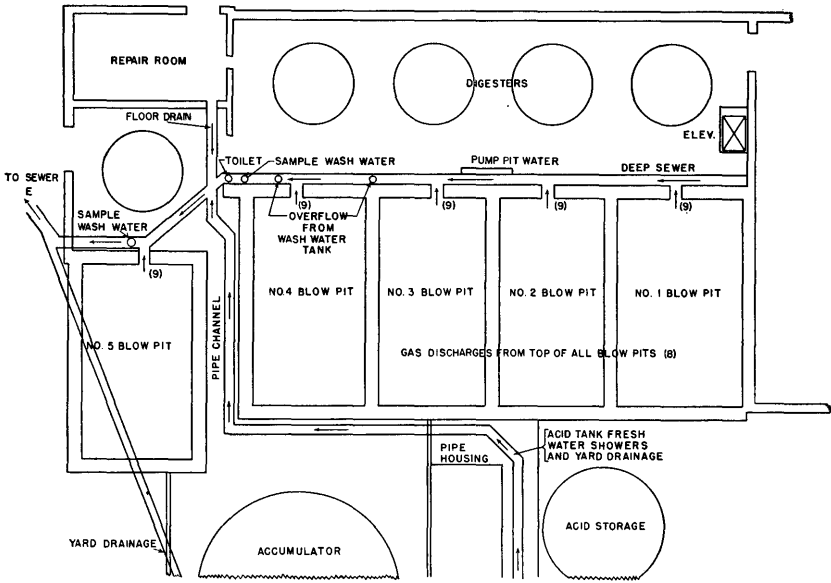 REPAIR ROOM
DIGESTERS
FLOOR DRAIN
ELEV.
TOILET
SAMPLE WASH WATER
PUMP PIT WATER
DEEP SEWER
TO SEWER
E
(9)
(9)
(9)
(9)
OVERFLOW
FROM
WASH WATER
TANK
SAMPLE
WASH WATER
(9)
NO.4 BLOW PIT
NO.3 BLOW PIT
NO.2 BLOW PIT
NO.1 BLOW PIT
NO.5 BLOW PIT
PIPE CHANNEL
GAS DISCHARGES FROM TOP OF ALL BLOW PITS (8)
PIPE
HOUSING
ACID TANK FRESH
WATER SHOWERS
AND YARD DRAINAGE
ACID STORAGE
YARD DRAINAGE
ACCUMULATOR